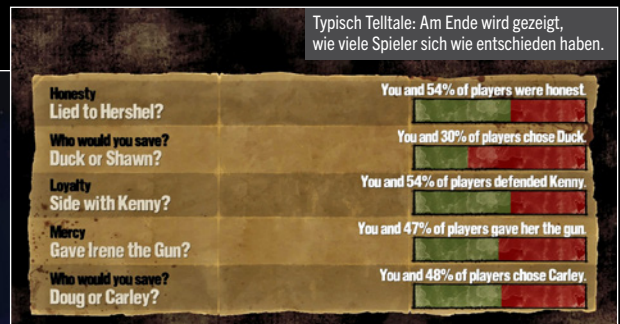 Typisch Telltale: Am Ende wird gezeigt,
wie viele Spieler sich wie entschieden haben.
Honesty
Lied to Hershel?
You and 54% of players were honest.
Who would you save?
Duck or Shawn?
You and 30% of players chose Duck.
Loyalty
Side with Kenny?
You and 54% of players defended Kenny.
Mercy
Gave Irene the Gun?
You and 47% of players gave her the gun.
Who would you save?
Doug or Carley?
You and 48% of players chose Carley.